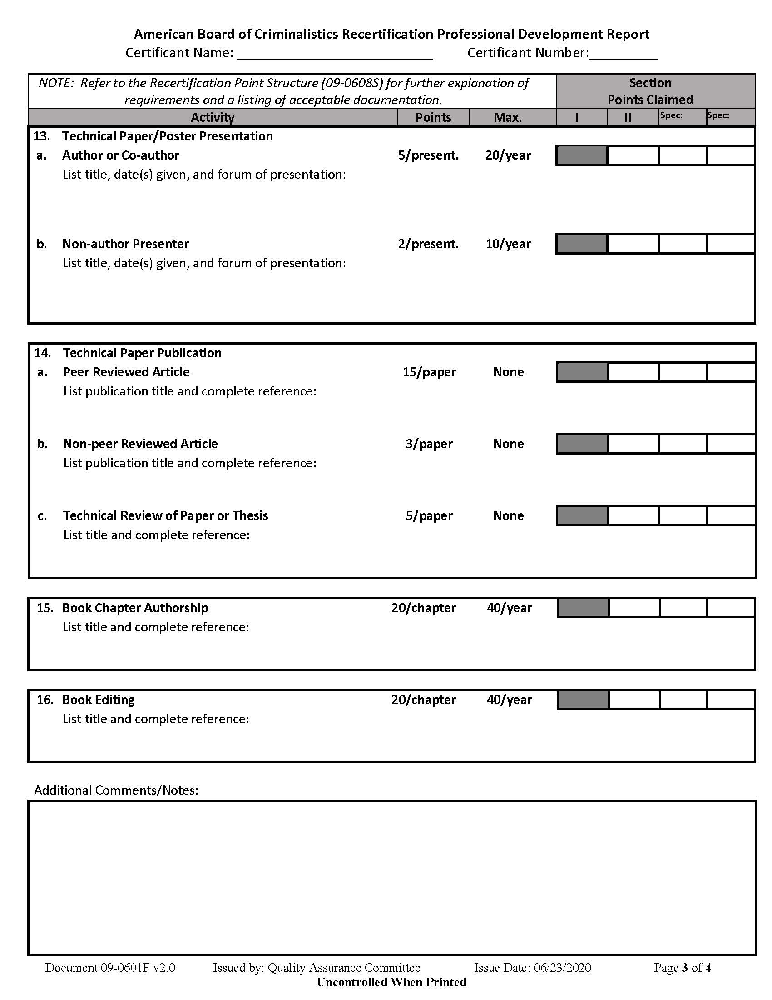 American Board of Criminalistics Recertification Professional Development Report
Certificant Name: ____________________________ Certificant Number:__________
NOTE: Refer to the Recertification Point Structure (09-0608S) for further explanation of
requirements and a listing of acceptable documentation.
Section
Points Claimed
Activity Points Max. I II Spec: Spec:
13. Technical Paper/Poster Presentation
a. Author or Co-author 5/present. 20/year
List title, date(s) given, and forum of presentation:
b. Non-author Presenter 2/present. 10/year
List title, date(s) given, and forum of presentation:
14. Technical Paper Publication
a. Peer Reviewed Article 15/paper None
List publication title and complete reference:
b. Non-peer Reviewed Article 3/paper None
List publication title and complete reference:
c. Technical Review of Paper or Thesis 5/paper None
List title and complete reference:
15. Book Chapter Authorship 20/chapter 40/year
List title and complete reference:
16. Book Editing 20/chapter 40/year
List title and complete reference:
Additional Comments/Notes:
Document 09-0601F v2.0 Issued by: Quality Assurance Committee Issue Date: 06/23/2020 Page 3 of 4
Uncontrolled When Printed